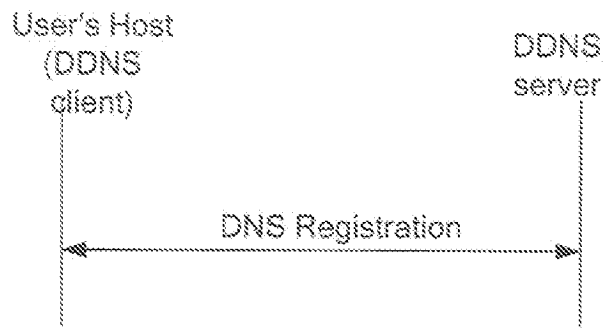 User's Host
(DDNS
client)
DDNS
server
DNS Registration